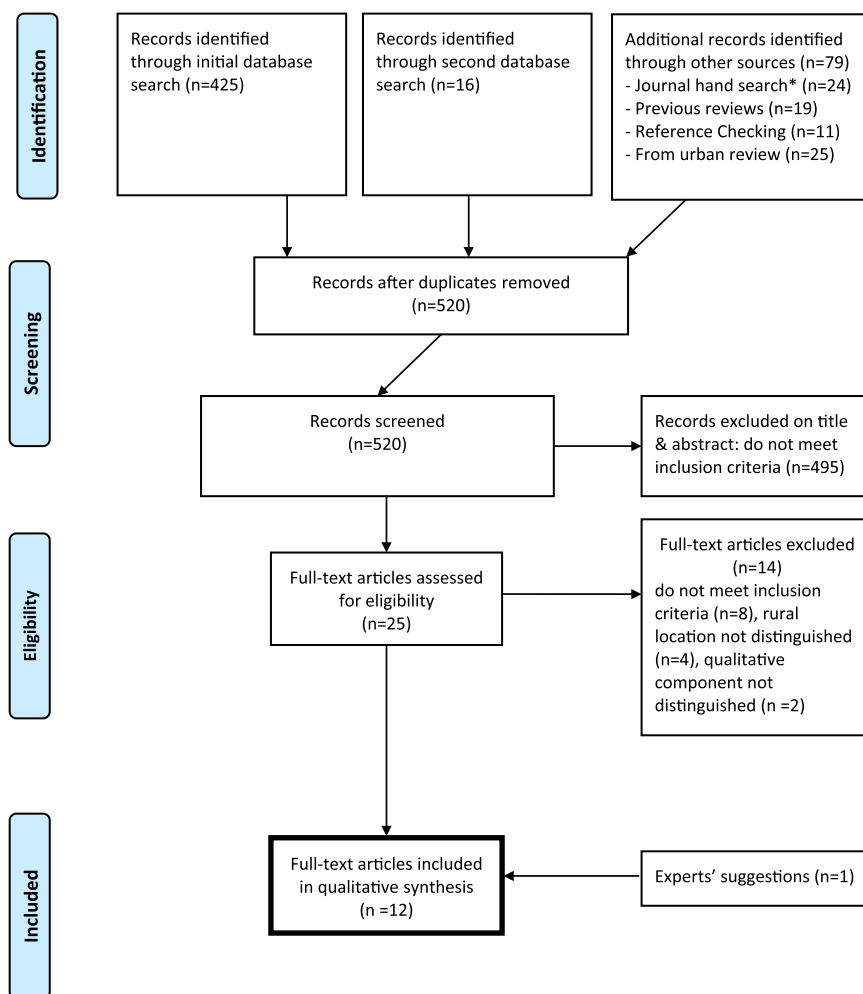 Identification
Records identified
through initial database
search (n=425)
Records identified
through second database
search (n=16)
Additional records identified
through other sources (n=79)
- Journal hand search* (n=24)
- Previous reviews (n=19)
- Reference Checking (n=11)
- From urban review (n=25)
Screening
Records after duplicates removed
(n=520)
Records screened
(n=520)
Records excluded on title
& abstract: do not meet
inclusion criteria (n=495)
Eligibility
Full-text articles assessed
for eligibility
(n=25)
Full-text articles excluded
(n=14)
do not meet inclusion
criteria (n=8), rural
location not distinguished
(n=4), qualitative
component not
distinguished (n =2)
Included
Full-text articles included
in qualitative synthesis
(n =12)
Experts’ suggestions (n=1)